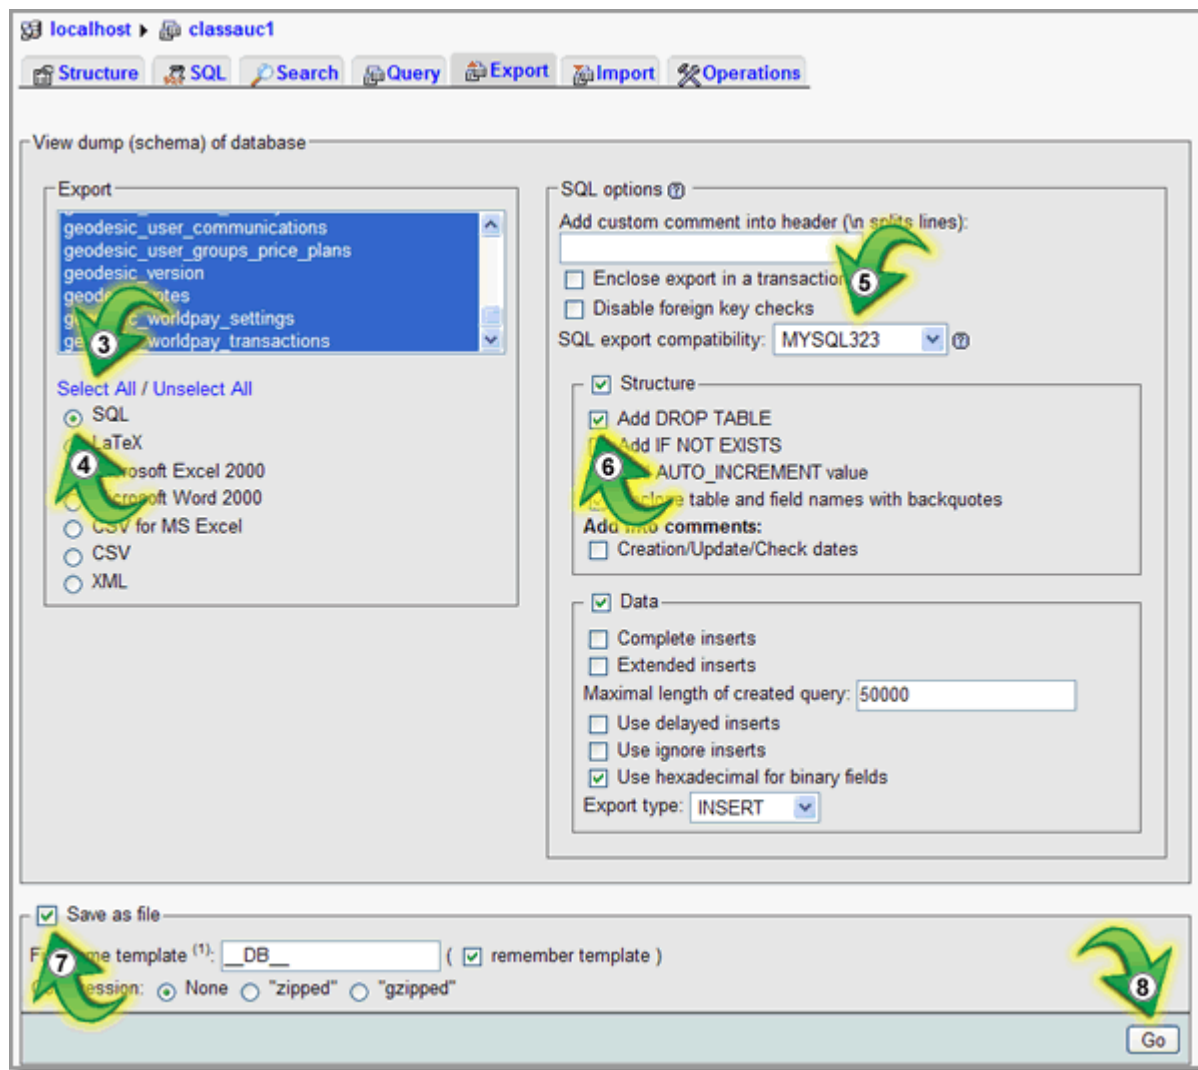 localhost classauc1
Structure SQL Search Query Export Import Operations
View dump (schema) of database
Export
geodesic_user_communications
geodesic_user_groups_price_plans
geodesic_version
worldpay_settings
worldpay_transactions
3
Select All / Unselect All
SQL
LaTeX
4
Excel 2000
Word 2000
CSV for MS Excel
CSV
XML
SQL options
Add custom comment into header (\n splits lines):
Enclose export in a transaction
5
Disable foreign key checks
SQL export compatibility: MYSQL323
Structure
Add DROP TABLE
Add IF NOT EXISTS
6
AUTO_INCREMENT value
table and field names with backquotes
Add into comments:
Creation/Update/Check dates
Data
Complete inserts
Extended inserts
Maximal length of created query: 50000
Use delayed inserts
Use ignore inserts
Use hexadecimal for binary fields
Export type: INSERT
Save as file
7
template (1): __DB__ ( remember template )
None "zipped" "gzipped"
8
Go